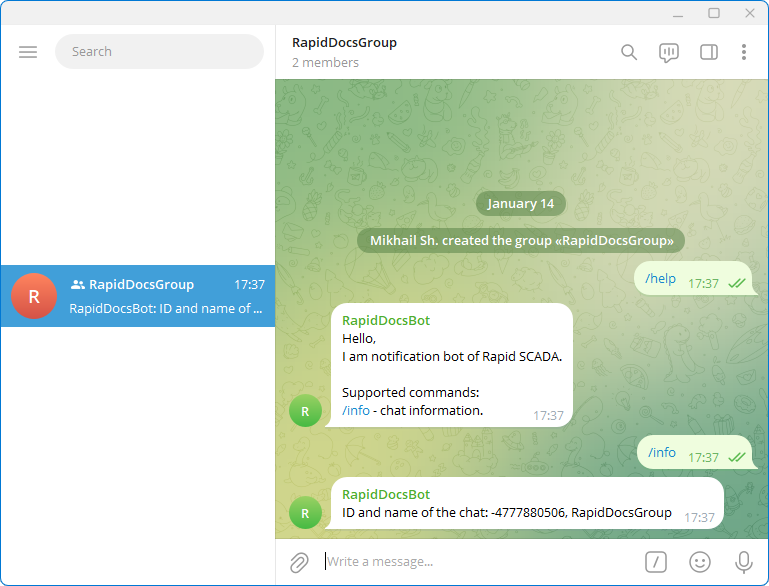 Search
RapidDocsGroup
2 members
R
RapidDocsGroup 17:37
RapidDocsBot: ID and name of ...
January 14
Mikhail Sh. created the group «RapidDocsGroup»
/help 17:37
RapidDocsBot
Hello,
I am notification bot of Rapid SCADA.
Supported commands:
/info - chat information.
17:37
R
/info 17:37
RapidDocsBot
ID and name of the chat: -4777880506, RapidDocsGroup 17:37
R
Write a message...